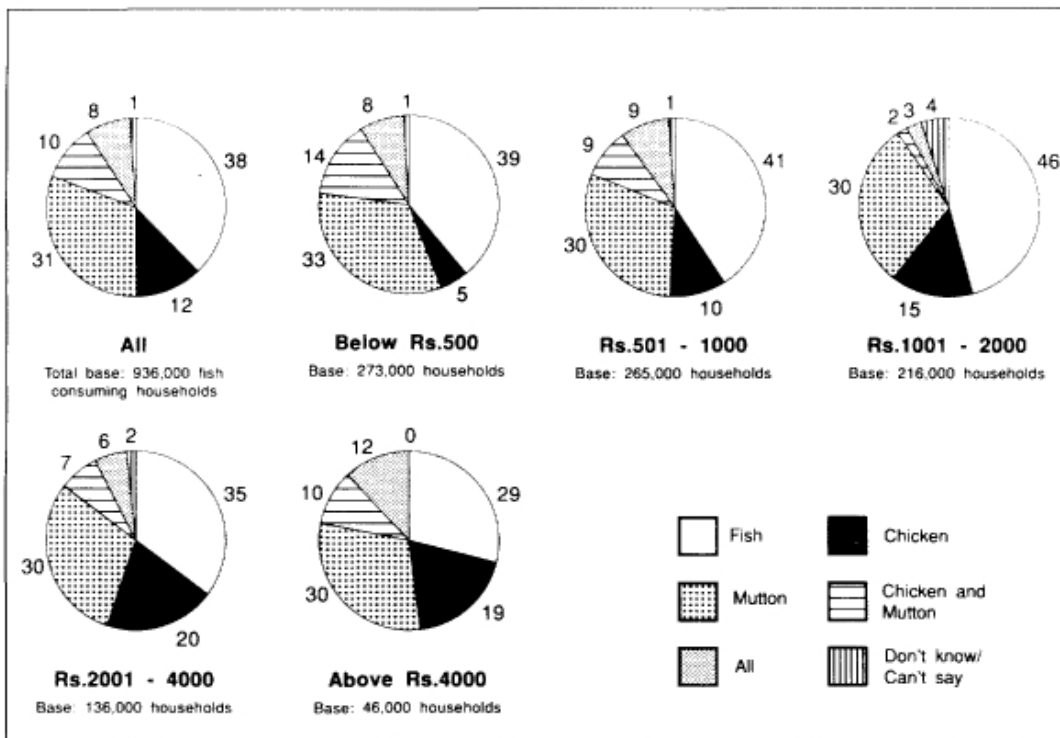 1
8
10
38
31
12
All
Total base: 936,000 fish
consuming households
1
8
14
39
33
5
Below Rs.500
Base: 273,000 households
1
9
9
41
30
10
Rs.501 - 1000
Base: 265,000 households
4
3
2
46
30
15
Rs.1001 - 2000
Base: 216,000 households
2
6
7
35
30
20
Rs.2001 - 4000
Base: 136,000 households
0
12
10
29
30
19
Above Rs.4000
Base: 46,000 households
Fish
Chicken
Mutton
Chicken and
Mutton
All
Don't know/
Can't say